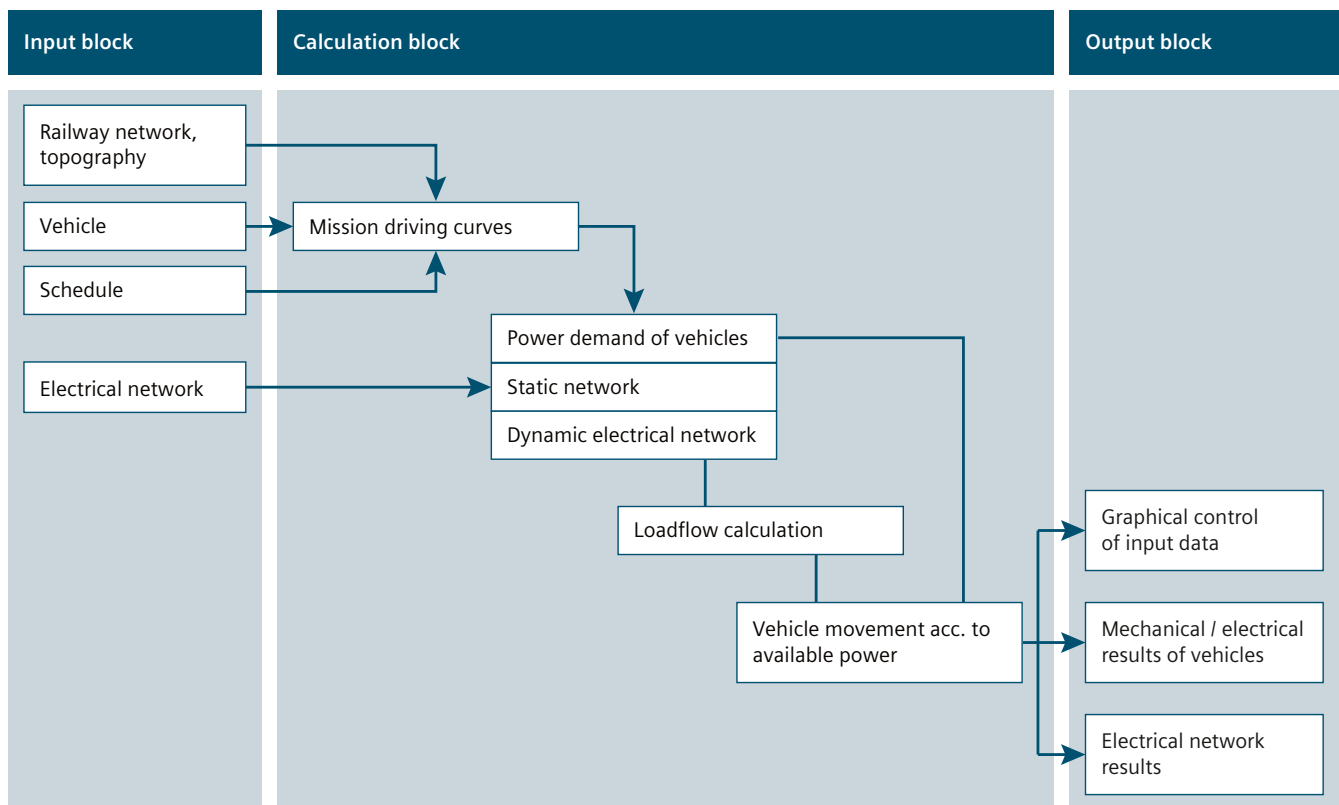 Input block
Calculation block
Output block
Railway network,
topography
Vehicle
Schedule
Electrical network
Mission driving curves
Power demand of vehicles
Static network
Dynamic electrical network
Loadflow calculation
Vehicle movement acc. to
available power
Graphical control
of input data
Mechanical / electrical
results of vehicles
Electrical network
results